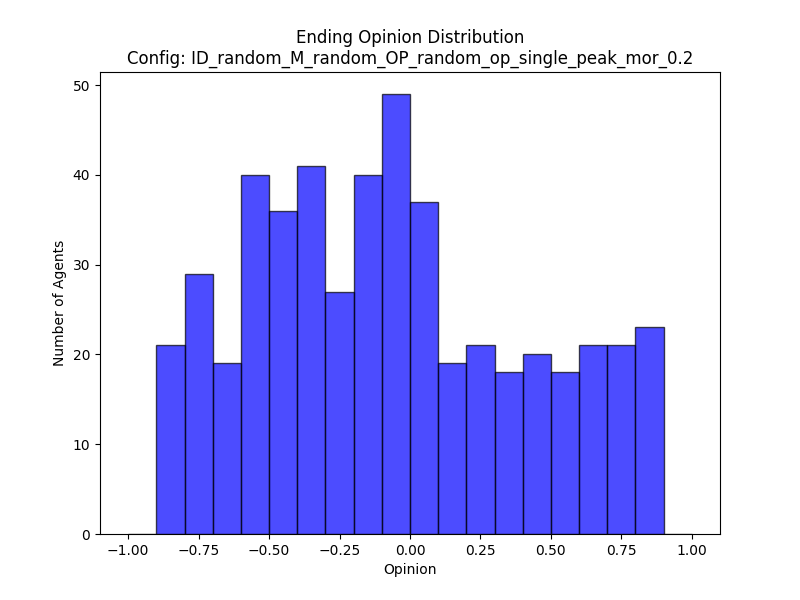 Ending Opinion Distribution
Config: ID_random_M_random_OP_random_op_single_peak_mor_0.2
50
40
30
20
10
0
Number of Agents
−1.00 −0.75 −0.50 −0.25 0.00 0.25 0.50 0.75 1.00
Opinion